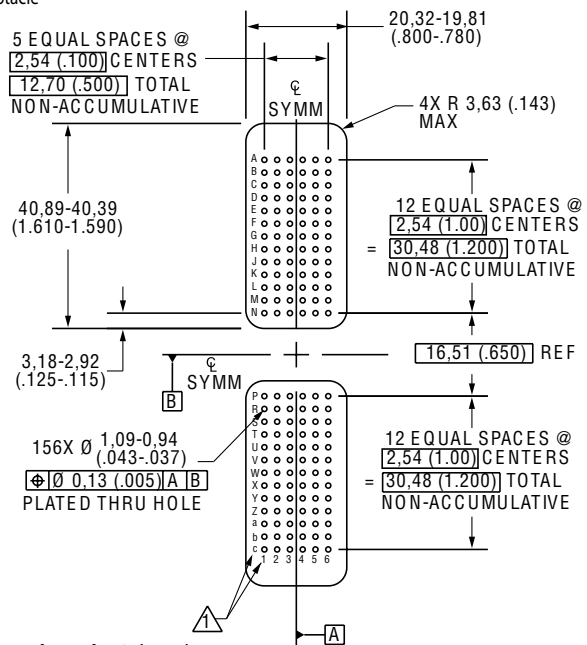 5 EQUAL SPACES @
2,54 (.100) CENTERS
12,70 (.500) TOTAL
NON-ACCUMULATIVE
20,32-19,81
(.800-.780)
℄
SYMM
4X R 3,63 (.143)
MAX
40,89-40,39
(1.610-1.590)
A
B
C
D
E
F
G
H
J
K
L
M
N
12 EQUAL SPACES @
2,54 (1.00) CENTERS
= 30,48 (1.200) TOTAL
NON-ACCUMULATIVE
3,18-2,92
(.125-.115)
℄
SYMM
B
16,51 (.650) REF
156X Ø 1,09-0,94
(.043-.037)
⌖ Ø 0,13 (.005) A B
PLATED THRU HOLE
P
R
S
T
U
V
W
X
Y
Z
a
b
c
1 2 3 4 5 6
12 EQUAL SPACES @
2,54 (1.00) CENTERS
= 30,48 (1.200) TOTAL
NON-ACCUMULATIVE
1
A